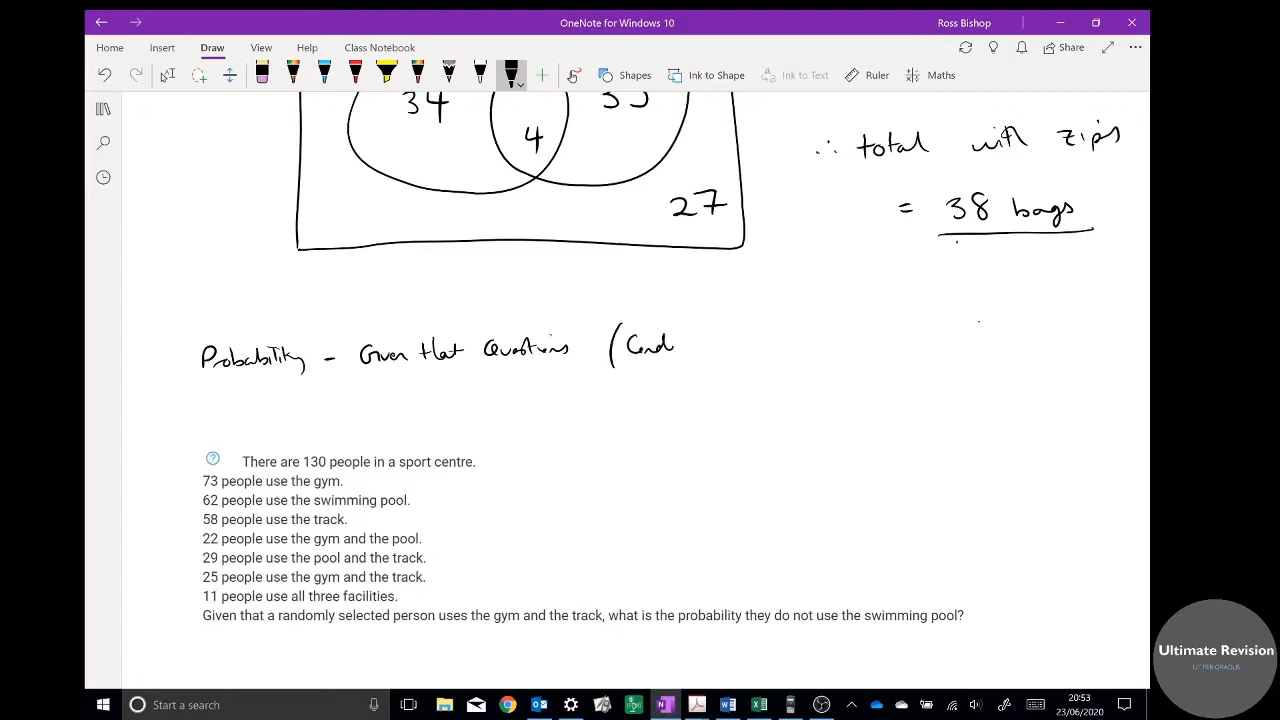 OneNote for Windows 10
Ross Bishop
Home Insert Draw View Help Class Notebook
Share
Shapes Ink to Shape Ink to Text Ruler Maths
34
4
27
∴ total with zips
= 38 bags
Probability - Given that Questions (Cond
There are 130 people in a sport centre.
73 people use the gym.
62 people use the swimming pool.
58 people use the track.
22 people use the gym and the pool.
29 people use the pool and the track.
25 people use the gym and the track.
11 people use all three facilities.
Given that a randomly selected person uses the gym and the track, what is the probability they do not use the swimming pool?
Ultimate Revision
UT PER GRADUS
Start a search
20:53
23/06/2020